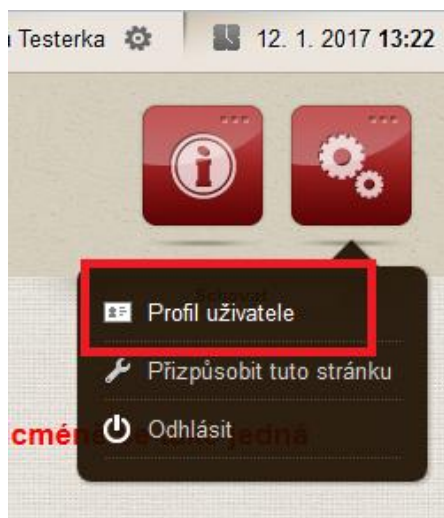 Testerka 12. 1. 2017 13:22
Profil uživatele
Přizpůsobit tuto stránku
Odhlásit